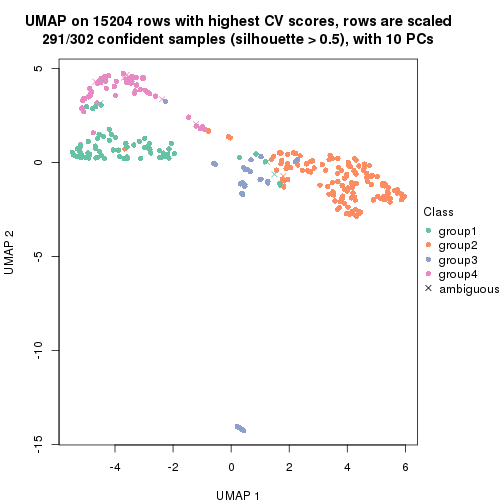 UMAP on 15204 rows with highest CV scores, rows are scaled
291/302 confident samples (silhouette > 0.5), with 10 PCs
5
0
-5
-10
-15
UMAP 2
-4
-2
0
2
4
6
UMAP 1
Class
group1
group2
group3
group4
ambiguous